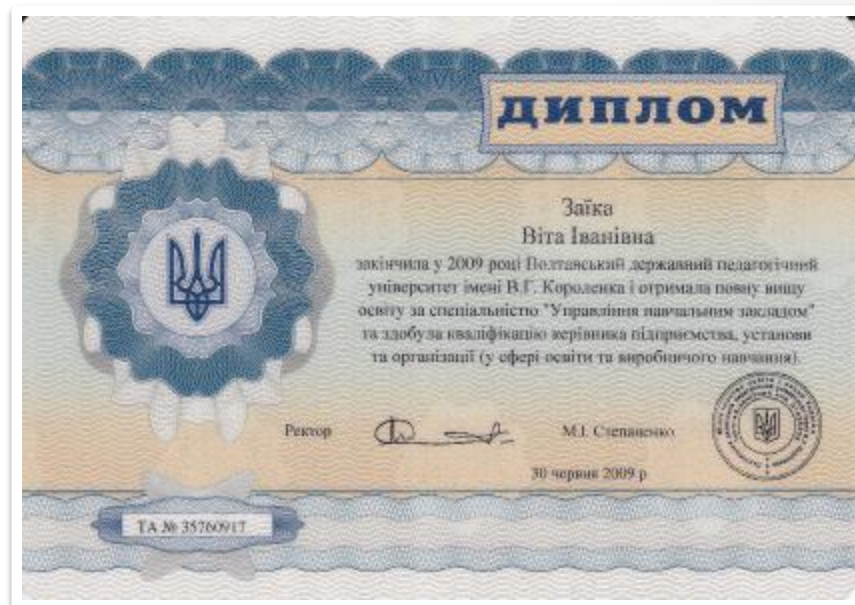 ДИПЛОМ
Заїка
Віта Іванівна
закінчила у 2009 році Полтавський державний педагогічний
університет імені В.Г. Короленка і отримала повну вищу
освіту за спеціальністю "Управління навчальним закладом"
та здобула кваліфікацію керівника підприємства, установи
та організації (у сфері освіти та виробничого навчання).
Ректор М.І. Степаненко
30 червня 2009 р
ТА № 35760917